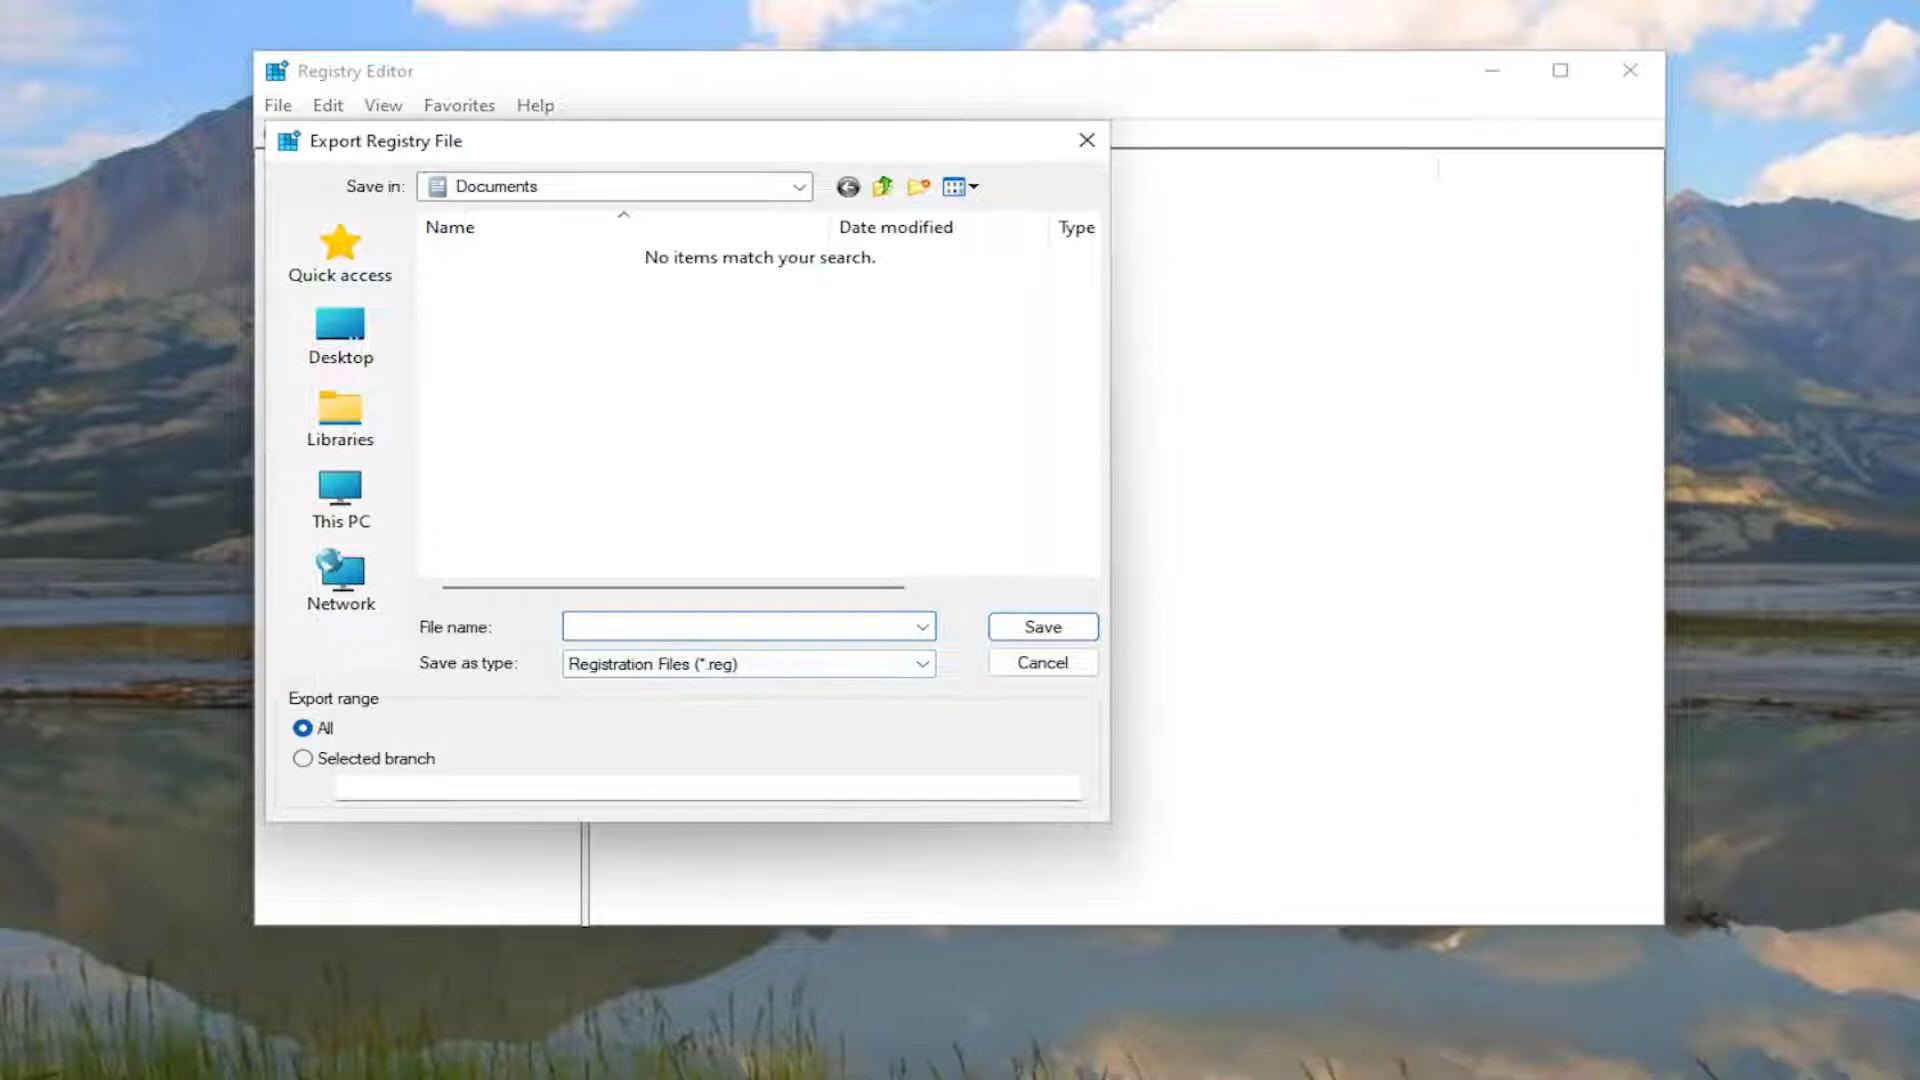 Registry Editor
File Edit View Favorites Help
Export Registry File
Save in: Documents
Name Date modified Type
No items match your search.
Quick access
Desktop
Libraries
This PC
Network
File name: Save
Save as type: Registration Files (*.reg) Cancel
Export range
All
Selected branch